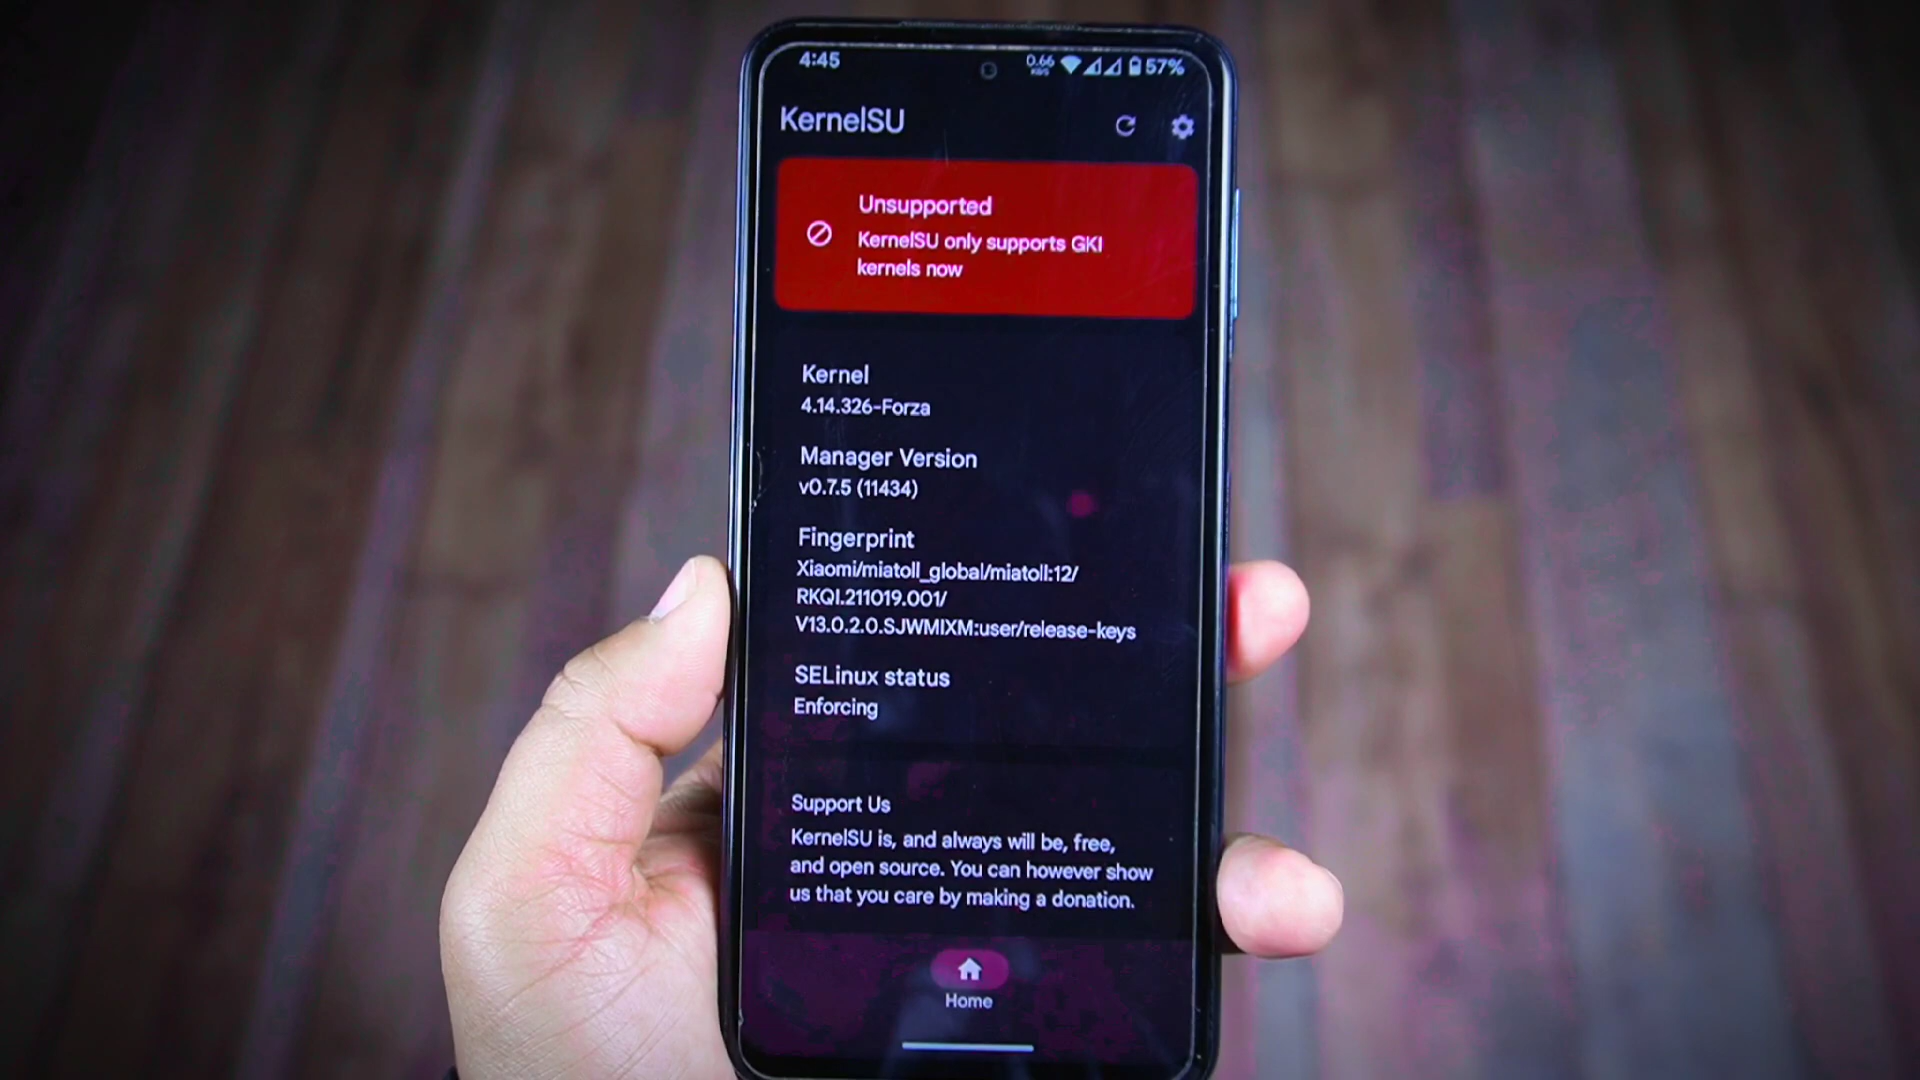 4:45
0.66
KB/S
57%
KernelSU
Unsupported
KernelSU only supports GKI
kernels now
Kernel
4.14.326-Forza
Manager Version
v0.7.5 (11434)
Fingerprint
Xiaomi/miatoll_global/miatoll:12/
RKQ1.211019.001/
V13.0.2.0.SJWMIXM:user/release-keys
SELinux status
Enforcing
Support Us
KernelSU is, and always will be, free,
and open source. You can however show
us that you care by making a donation.
Home